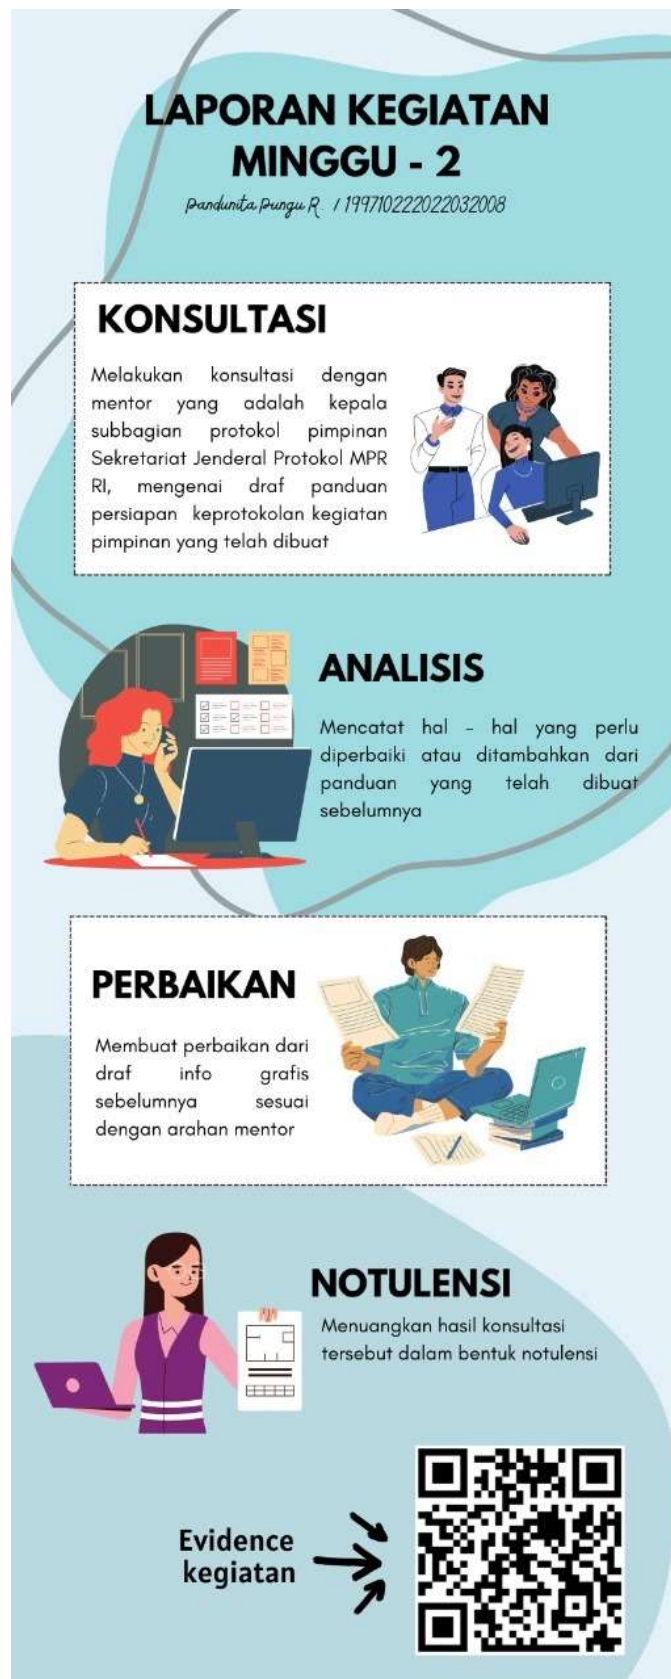 LAPORAN KEGIATAN
MINGGU - 2
Pandunita Pungu R. / 199710222022032008
KONSULTASI
Melakukan konsultasi dengan
mentor yang adalah kepala
subbagian protokol pimpinan
Sekretariat Jenderal Protokol MPR
RI, mengenai draf panduan
persiapan keprotokolan kegiatan
pimpinan yang telah dibuat
ANALISIS
Mencatat hal - hal yang perlu
diperbaiki atau ditambahkan dari
panduan yang telah dibuat
sebelumnya
PERBAIKAN
Membuat perbaikan dari
draf info grafis
sebelumnya sesuai
dengan arahan mentor
NOTULENSI
Menuangkan hasil konsultasi
tersebut dalam bentuk notulensi
Evidence
kegiatan